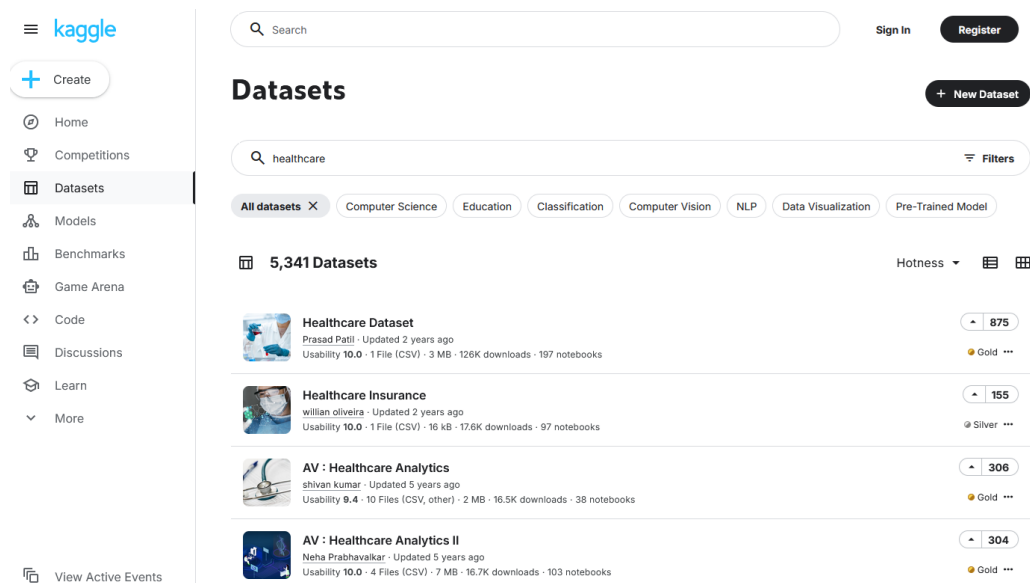 kaggle
Search
Sign In
Register
Create
Home
Competitions
Datasets
Models
Benchmarks
Game Arena
Code
Discussions
Learn
More
View Active Events
Datasets
+ New Dataset
healthcare
Filters
All datasets X Computer Science Education Classification Computer Vision NLP Data Visualization Pre-Trained Model
5,341 Datasets
Hotness
Healthcare Dataset
Prasad Patil · Updated 2 years ago
Usability 10.0 · 1 File (CSV) · 3 MB · 126K downloads · 197 notebooks
875
Gold ···
Healthcare Insurance
willian oliveira · Updated 2 years ago
Usability 10.0 · 1 File (CSV) · 16 kB · 17.6K downloads · 97 notebooks
155
Silver ···
AV : Healthcare Analytics
shivan kumar · Updated 5 years ago
Usability 9.4 · 10 Files (CSV, other) · 2 MB · 16.5K downloads · 38 notebooks
306
Gold ···
AV : Healthcare Analytics II
Neha Prabhavalkar · Updated 5 years ago
Usability 10.0 · 4 Files (CSV) · 7 MB · 16.7K downloads · 103 notebooks
304
Gold ···